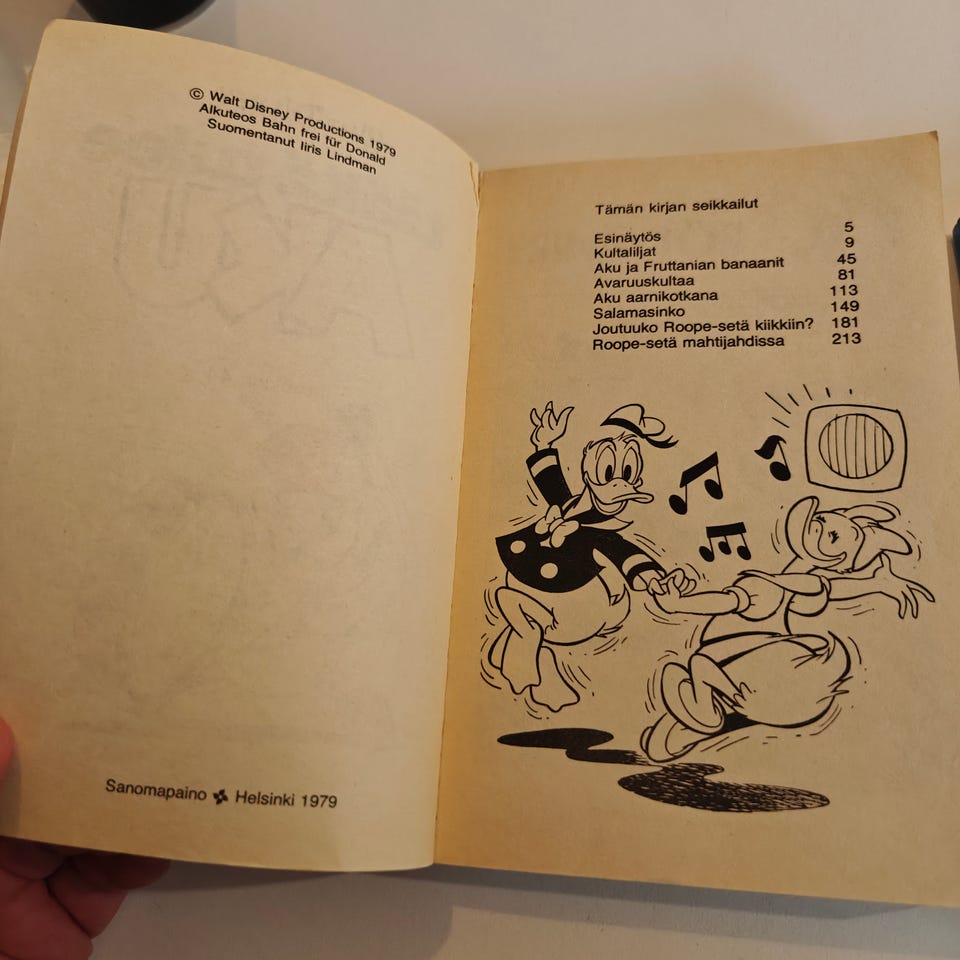 © Walt Disney Productions 1979
Alkuteos Bahn frei für Donald
Suomentanut Iiris Lindman
Sanomapaino Helsinki 1979
Tämän kirjan seikkailut
Esinäytös 5
Kultaliljat 9
Aku ja Fruttanian banaanit 45
Avaruuskultaa 81
Aku aarnikotkana 113
Salamasinko 149
Joutuuko Roope-setä kiikkiin? 181
Roope-setä mahtijahdissa 213